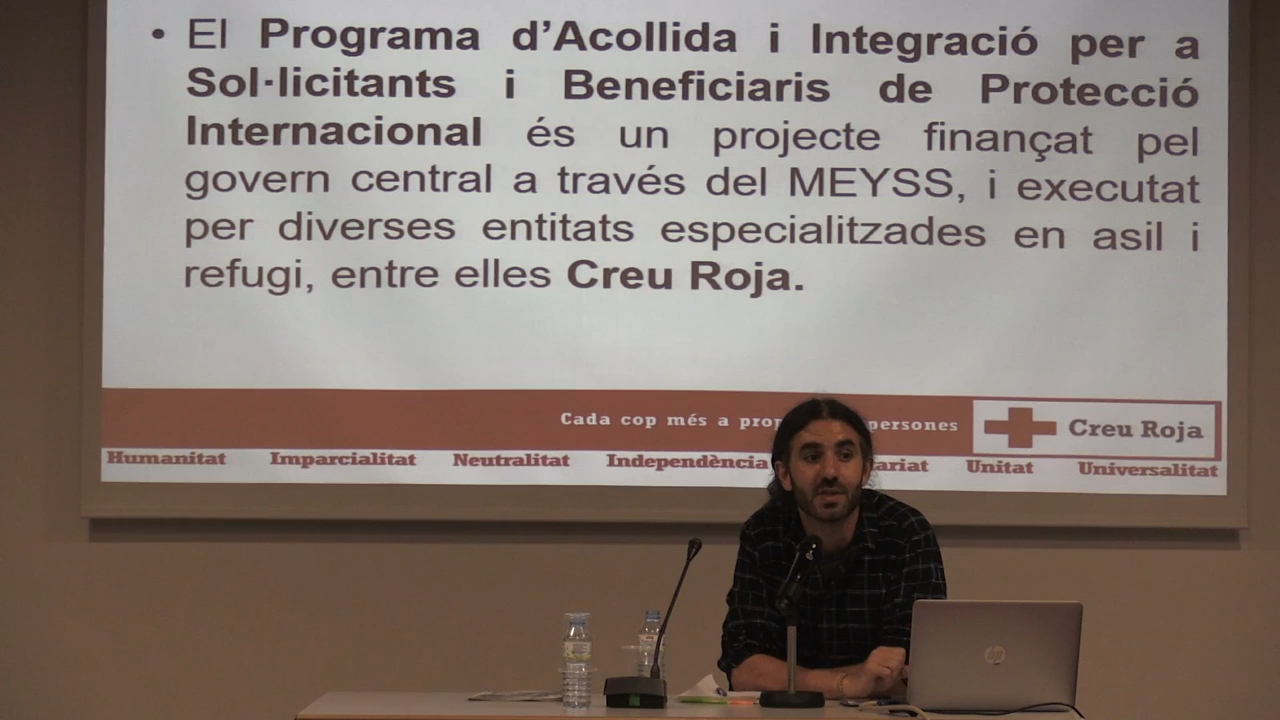 • El Programa d’Acollida i Integració per a
Sol·licitants i Beneficiaris de Protecció
Internacional és un projecte finançat pel
govern central a través del MEYSS, i executat
per diverses entitats especialitzades en asil i
refugi, entre elles Creu Roja.
Cada cop més a persones
Creu Roja
Humanitat Imparcialitat Neutralitat Independència Unitat Universalitat
hp